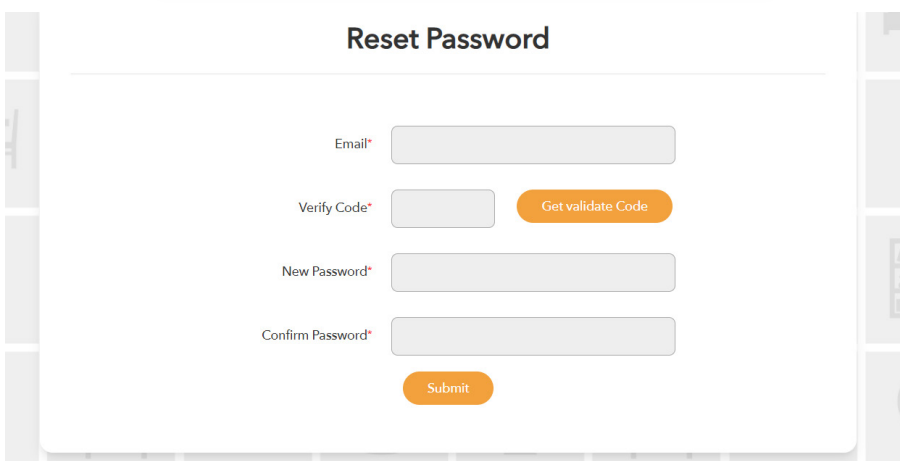 Reset Password
Email*
Verify Code* Get validate Code
New Password*
Confirm Password*
Submit